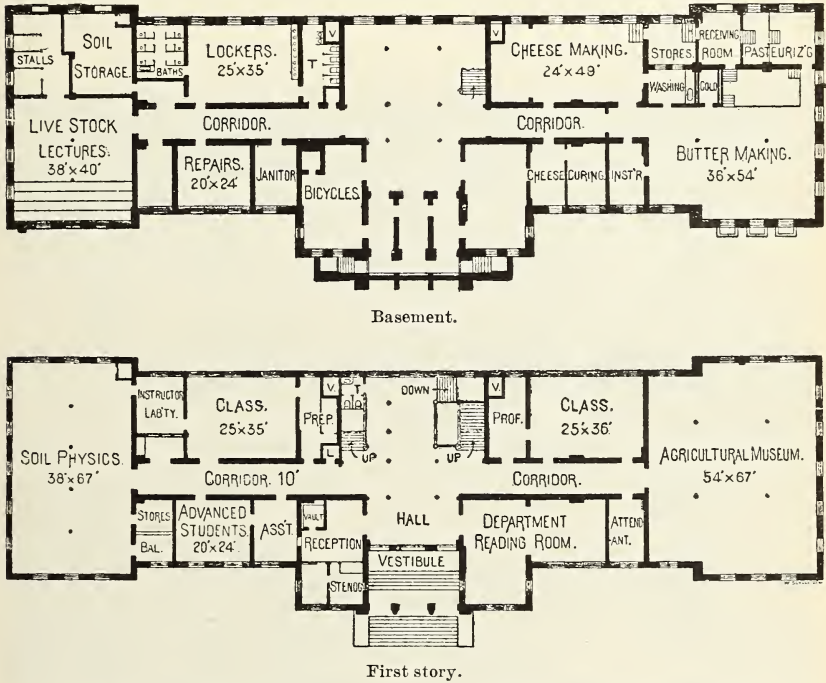 SOIL
STORAGE.
STALLS
BATHS
LOCKERS.
25'x35'
T
V
V
CHEESE MAKING.
24'x49'
STORES.
RECEIVING
ROOM.
PASTEURIZ'G
WASHING
COLD
LIVE STOCK
LECTURES.
38'x40'
CORRIDOR.
CORRIDOR.
REPAIRS.
20'x24'
JANITOR
BICYCLES.
CHEESE
CURING.
INST'R
BUTTER MAKING.
36'x54'
Basement.
INSTRUCTOR
LAB'TY.
CLASS.
25'x35'
PREP.
V.
T.
L.
DOWN
UP
UP
V.
PROF.
CLASS.
25'x36'
SOIL PHYSICS.
38'x67'
CORRIDOR. 10'
CORRIDOR.
AGRICULTURAL MUSEUM.
54'x67'
STORES
BAL.
ADVANCED
STUDENTS.
20'x24'
ASS'T.
VAULT
RECEPTION
STENOG.
HALL
VESTIBULE
DEPARTMENT
READING ROOM.
ATTEND
ANT.
First story.